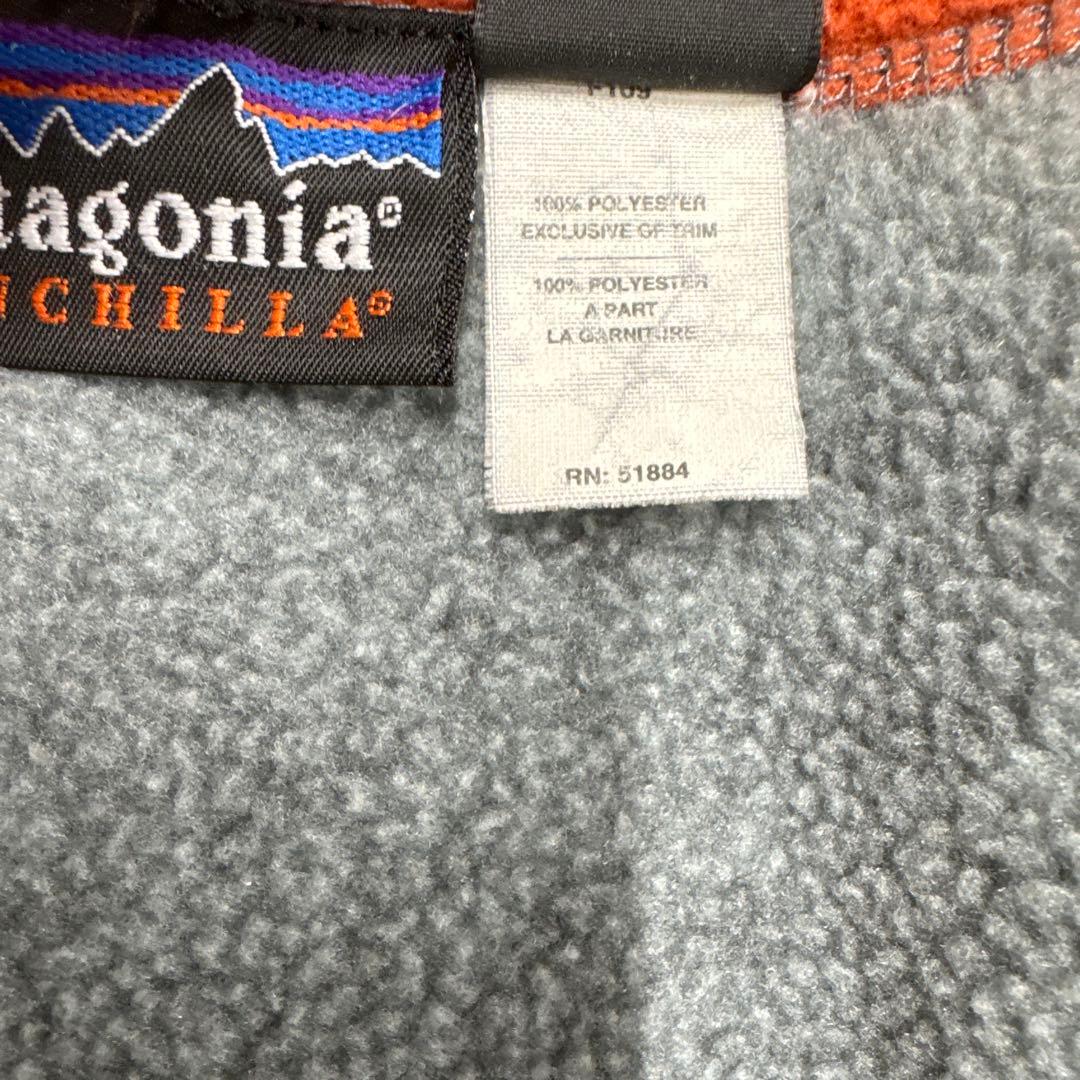 tagonia®
NCHILLA®
100% POLYESTER
EXCLUSIVE OF TRIM
100% POLYESTER
A PART
LA GARNITURE
RN: 51884